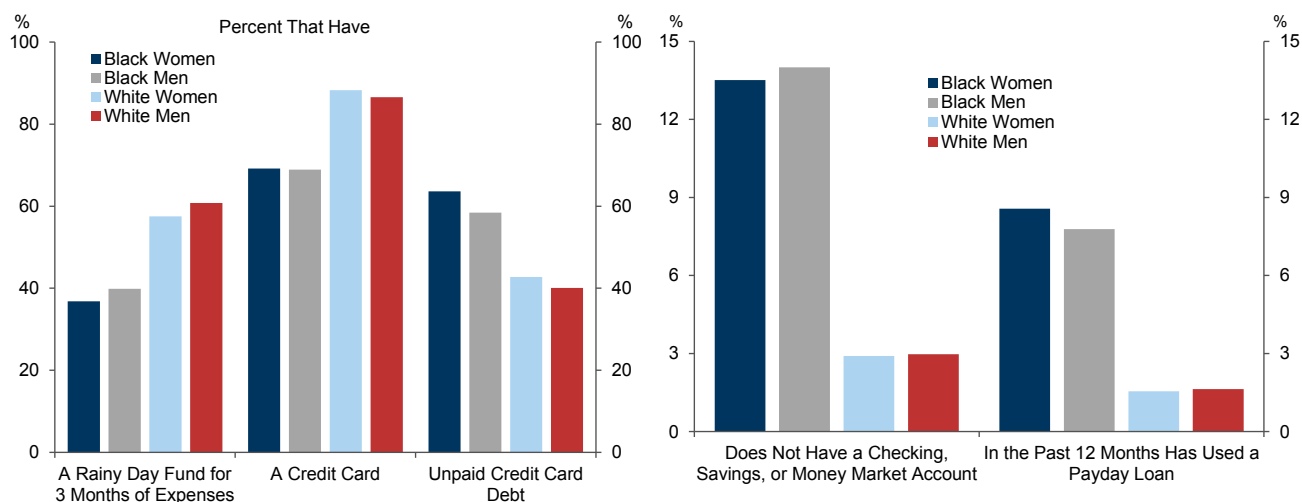 %
Percent That Have
%
100
80
60
40
20
0
Black Women
Black Men
White Women
White Men
100
80
60
40
20
0
A Rainy Day Fund for
3 Months of Expenses
A Credit Card
Unpaid Credit Card
Debt
%
%
15
12
9
6
3
0
Black Women
Black Men
White Women
White Men
15
12
9
6
3
0
Does Not Have a Checking,
Savings, or Money Market Account
In the Past 12 Months Has Used a
Payday Loan